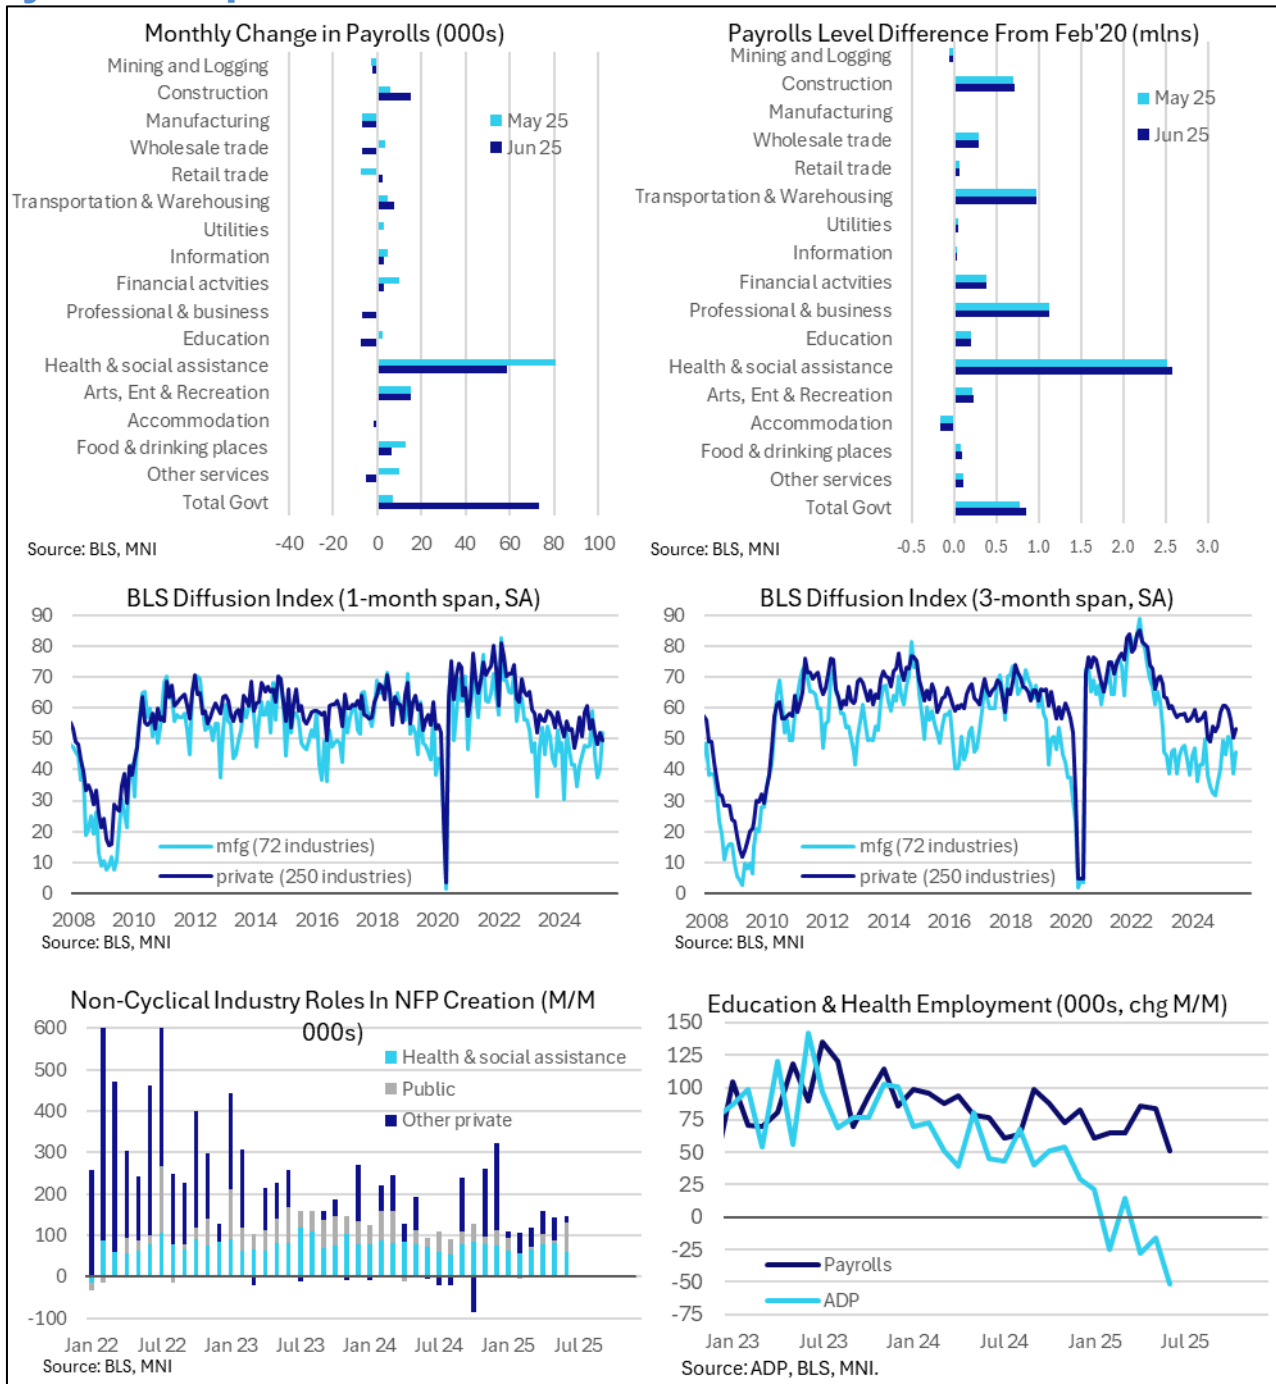 Monthly Change in Payrolls (000s)
Mining and Logging
Construction
Manufacturing
Wholesale trade
Retail trade
Transportation & Warehousing
Utilities
Information
Financial actvities
Professional & business
Education
Health & social assistance
Arts, Ent & Recreation
Accommodation
Food & drinking places
Other services
Total Govt
May 25
Jun 25
-40 -20 0 20 40 60 80 100
Source: BLS, MNI
Payrolls Level Difference From Feb'20 (mlns)
Mining and Logging
Construction
Manufacturing
Wholesale trade
Retail trade
Transportation & Warehousing
Utilities
Information
Financial actvities
Professional & business
Education
Health & social assistance
Arts, Ent & Recreation
Accommodation
Food & drinking places
Other services
Total Govt
May 25
Jun 25
-0.5 0.0 0.5 1.0 1.5 2.0 2.5 3.0
Source: BLS, MNI
BLS Diffusion Index (1-month span, SA)
90
80
70
60
50
40
30
20
10
0
mfg (72 industries)
private (250 industries)
2008 2010 2012 2014 2016 2018 2020 2022 2024
Source: BLS, MNI
BLS Diffusion Index (3-month span, SA)
90
80
70
60
50
40
30
20
10
0
mfg (72 industries)
private (250 industries)
2008 2010 2012 2014 2016 2018 2020 2022 2024
Source: BLS, MNI
Non-Cyclical Industry Roles In NFP Creation (M/M
000s)
600
500
400
300
200
100
0
-100
Health & social assistance
Public
Other private
Jan 22 Jul 22 Jan 23 Jul 23 Jan 24 Jul 24 Jan 25 Jul 25
Source: BLS, MNI
Education & Health Employment (000s, chg M/M)
150
125
100
75
50
25
0
-25
-50
-75
Payrolls
ADP
Jan 23 Jul 23 Jan 24 Jul 24 Jan 25 Jul 25
Source: ADP, BLS, MNI.